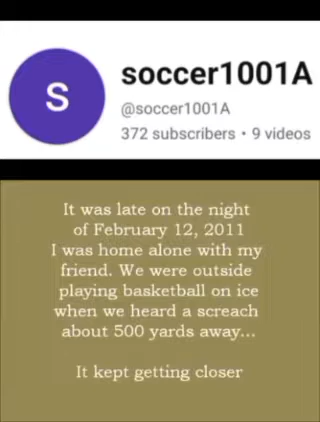 S
soccer1001A
@soccer1001A
372 subscribers • 9 videos
It was late on the night
of February 12, 2011
I was home alone with my
friend. We were outside
playing basketball on ice
when we heard a screach
about 500 yards away...
It kept getting closer